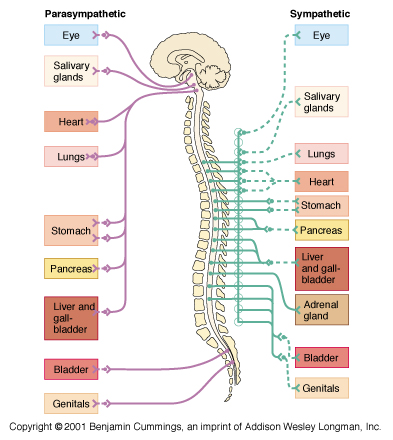 Parasympathetic
Eye
Salivary
glands
Heart
Lungs
Stomach
Pancreas
Liver and
gall-
bladder
Bladder
Genitals
Sympathetic
Eye
Salivary
glands
Lungs
Heart
Stomach
Pancreas
Liver
and gall-
bladder
Adrenal
gland
Bladder
Genitals
Copyright © 2001 Benjamin Cummings, an imprint of Addison Wesley Longman, Inc.